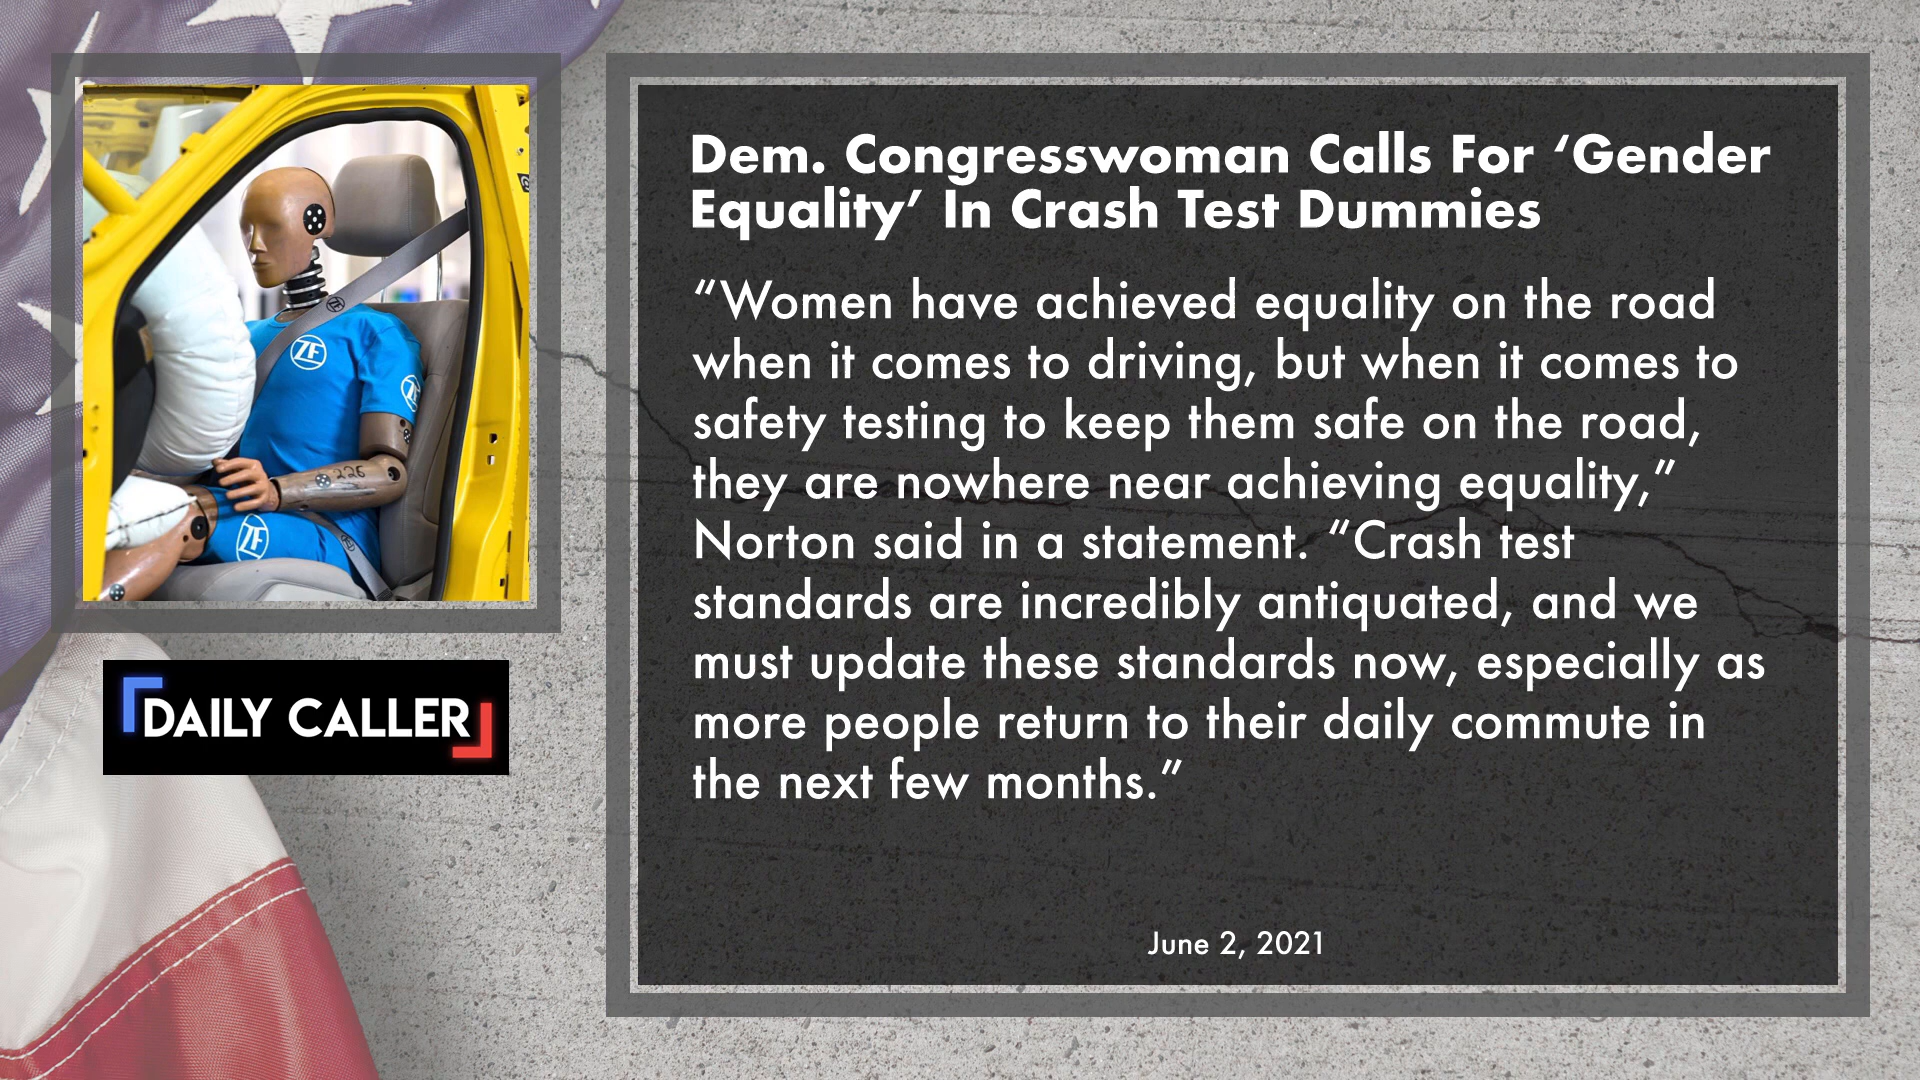 Dem. Congresswoman Calls For ‘Gender
Equality’ In Crash Test Dummies
“Women have achieved equality on the road
when it comes to driving, but when it comes to
safety testing to keep them safe on the road,
they are nowhere near achieving equality,”
Norton said in a statement. “Crash test
standards are incredibly antiquated, and we
must update these standards now, especially as
more people return to their daily commute in
the next few months.”
June 2, 2021
ZF
ZF
ZF
226
ZF
DAILY CALLER